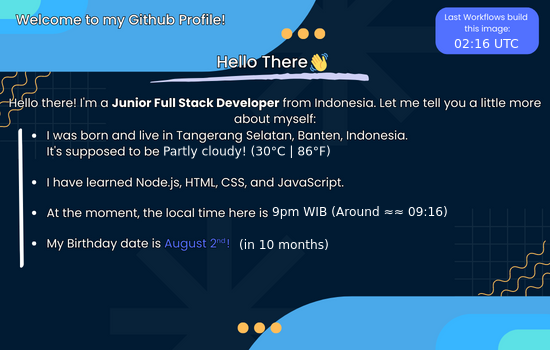 Welcome to my Github Profile!
Last Workflows build
this image:
02:16 UTC
Hello There👋
Hello there! I'm a Junior Full Stack Developer from Indonesia. Let me tell you a little more
about myself:
• I was born and live in Tangerang Selatan, Banten, Indonesia.
It's supposed to be Partly cloudy! (30°C | 86°F)
• I have learned Node.js, HTML, CSS, and JavaScript.
• At the moment, the local time here is 9pm WIB (Around ≈≈ 09:16)
• My Birthday date is August 2nd! (in 10 months)